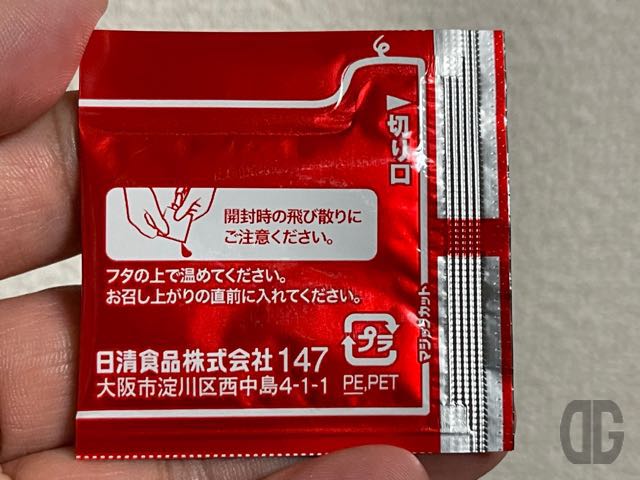 切り口
開封時の飛び散りに
ご注意ください。
フタの上で温めてください。
お召し上がりの直前に入れてください。
マジックカット
プラ
PE,PET
日清食品株式会社 147
大阪市淀川区西中島4-1-1
DG